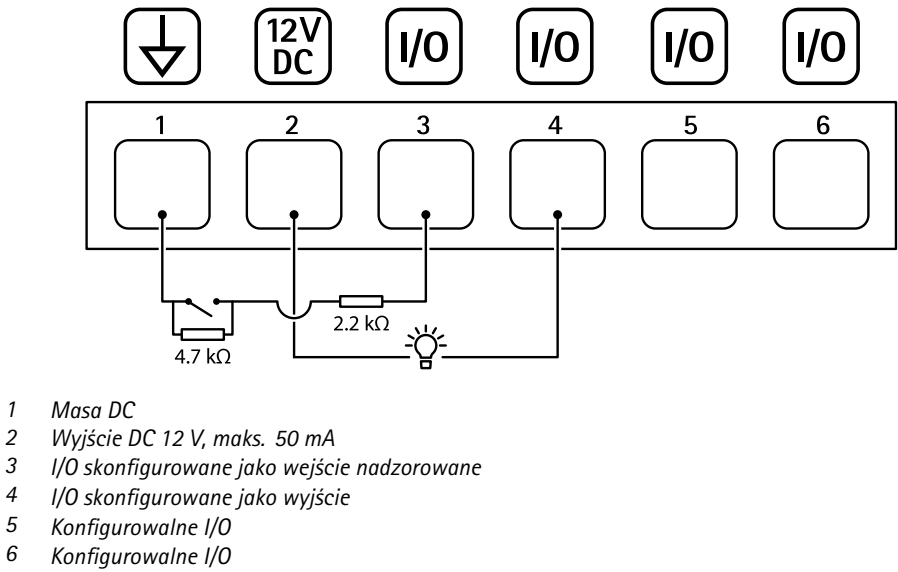 12V
DC
I/O
I/O
I/O
I/O
1
2
3
4
5
6
2.2 kΩ
4.7 kΩ
1 Masa DC
2 Wyjście DC 12 V, maks. 50 mA
3 I/O skonfigurowane jako wejście nadzorowane
4 I/O skonfigurowane jako wyjście
5 Konfigurowalne I/O
6 Konfigurowalne I/O